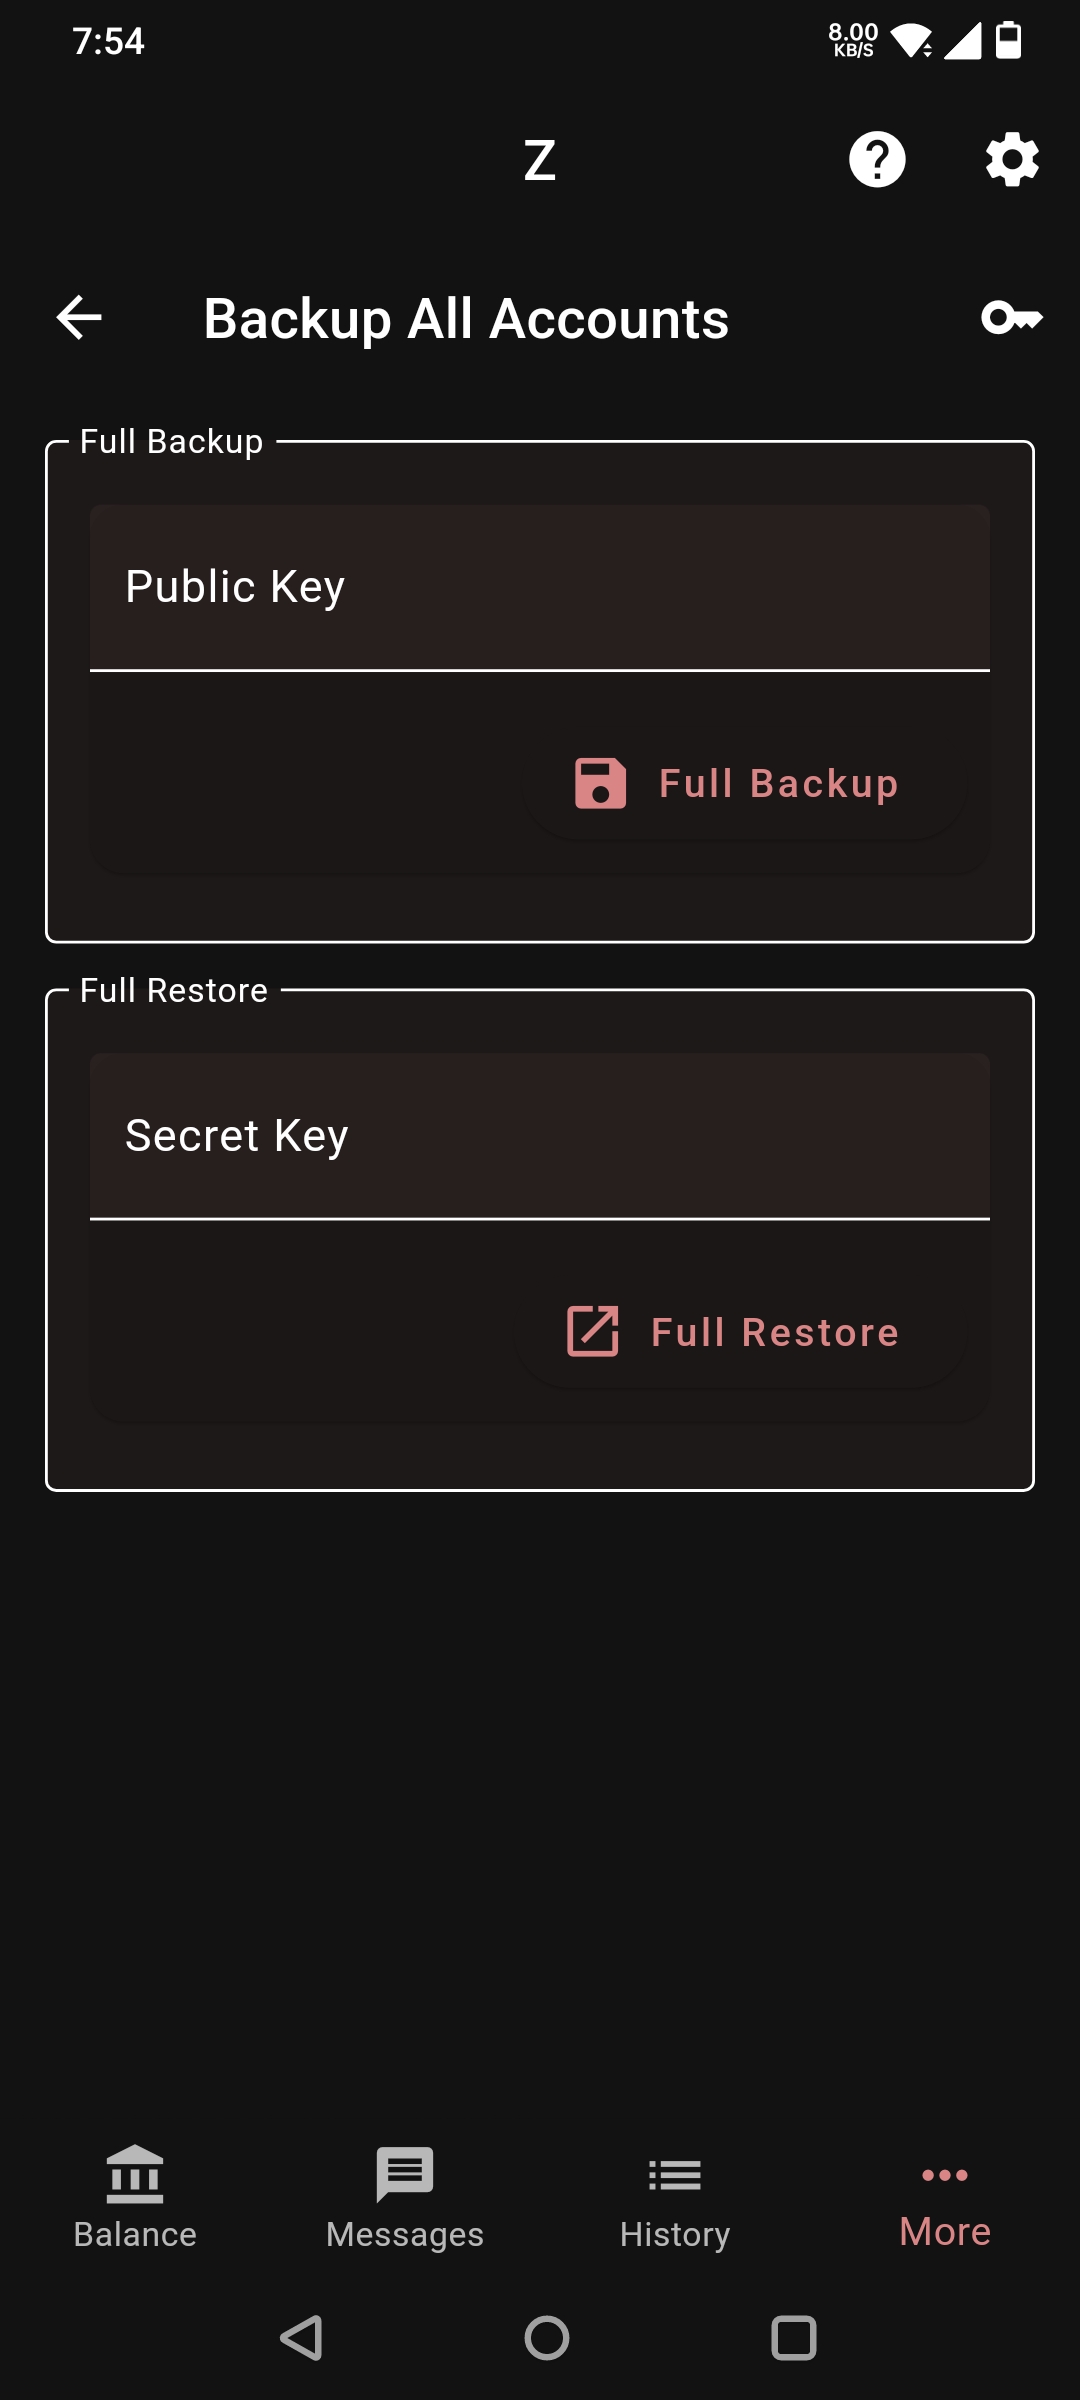 7:54
8.00
KB/S
Z
Backup All Accounts
Full Backup
Public Key
Full Backup
Full Restore
Secret Key
Full Restore
Balance
Messages
History
More